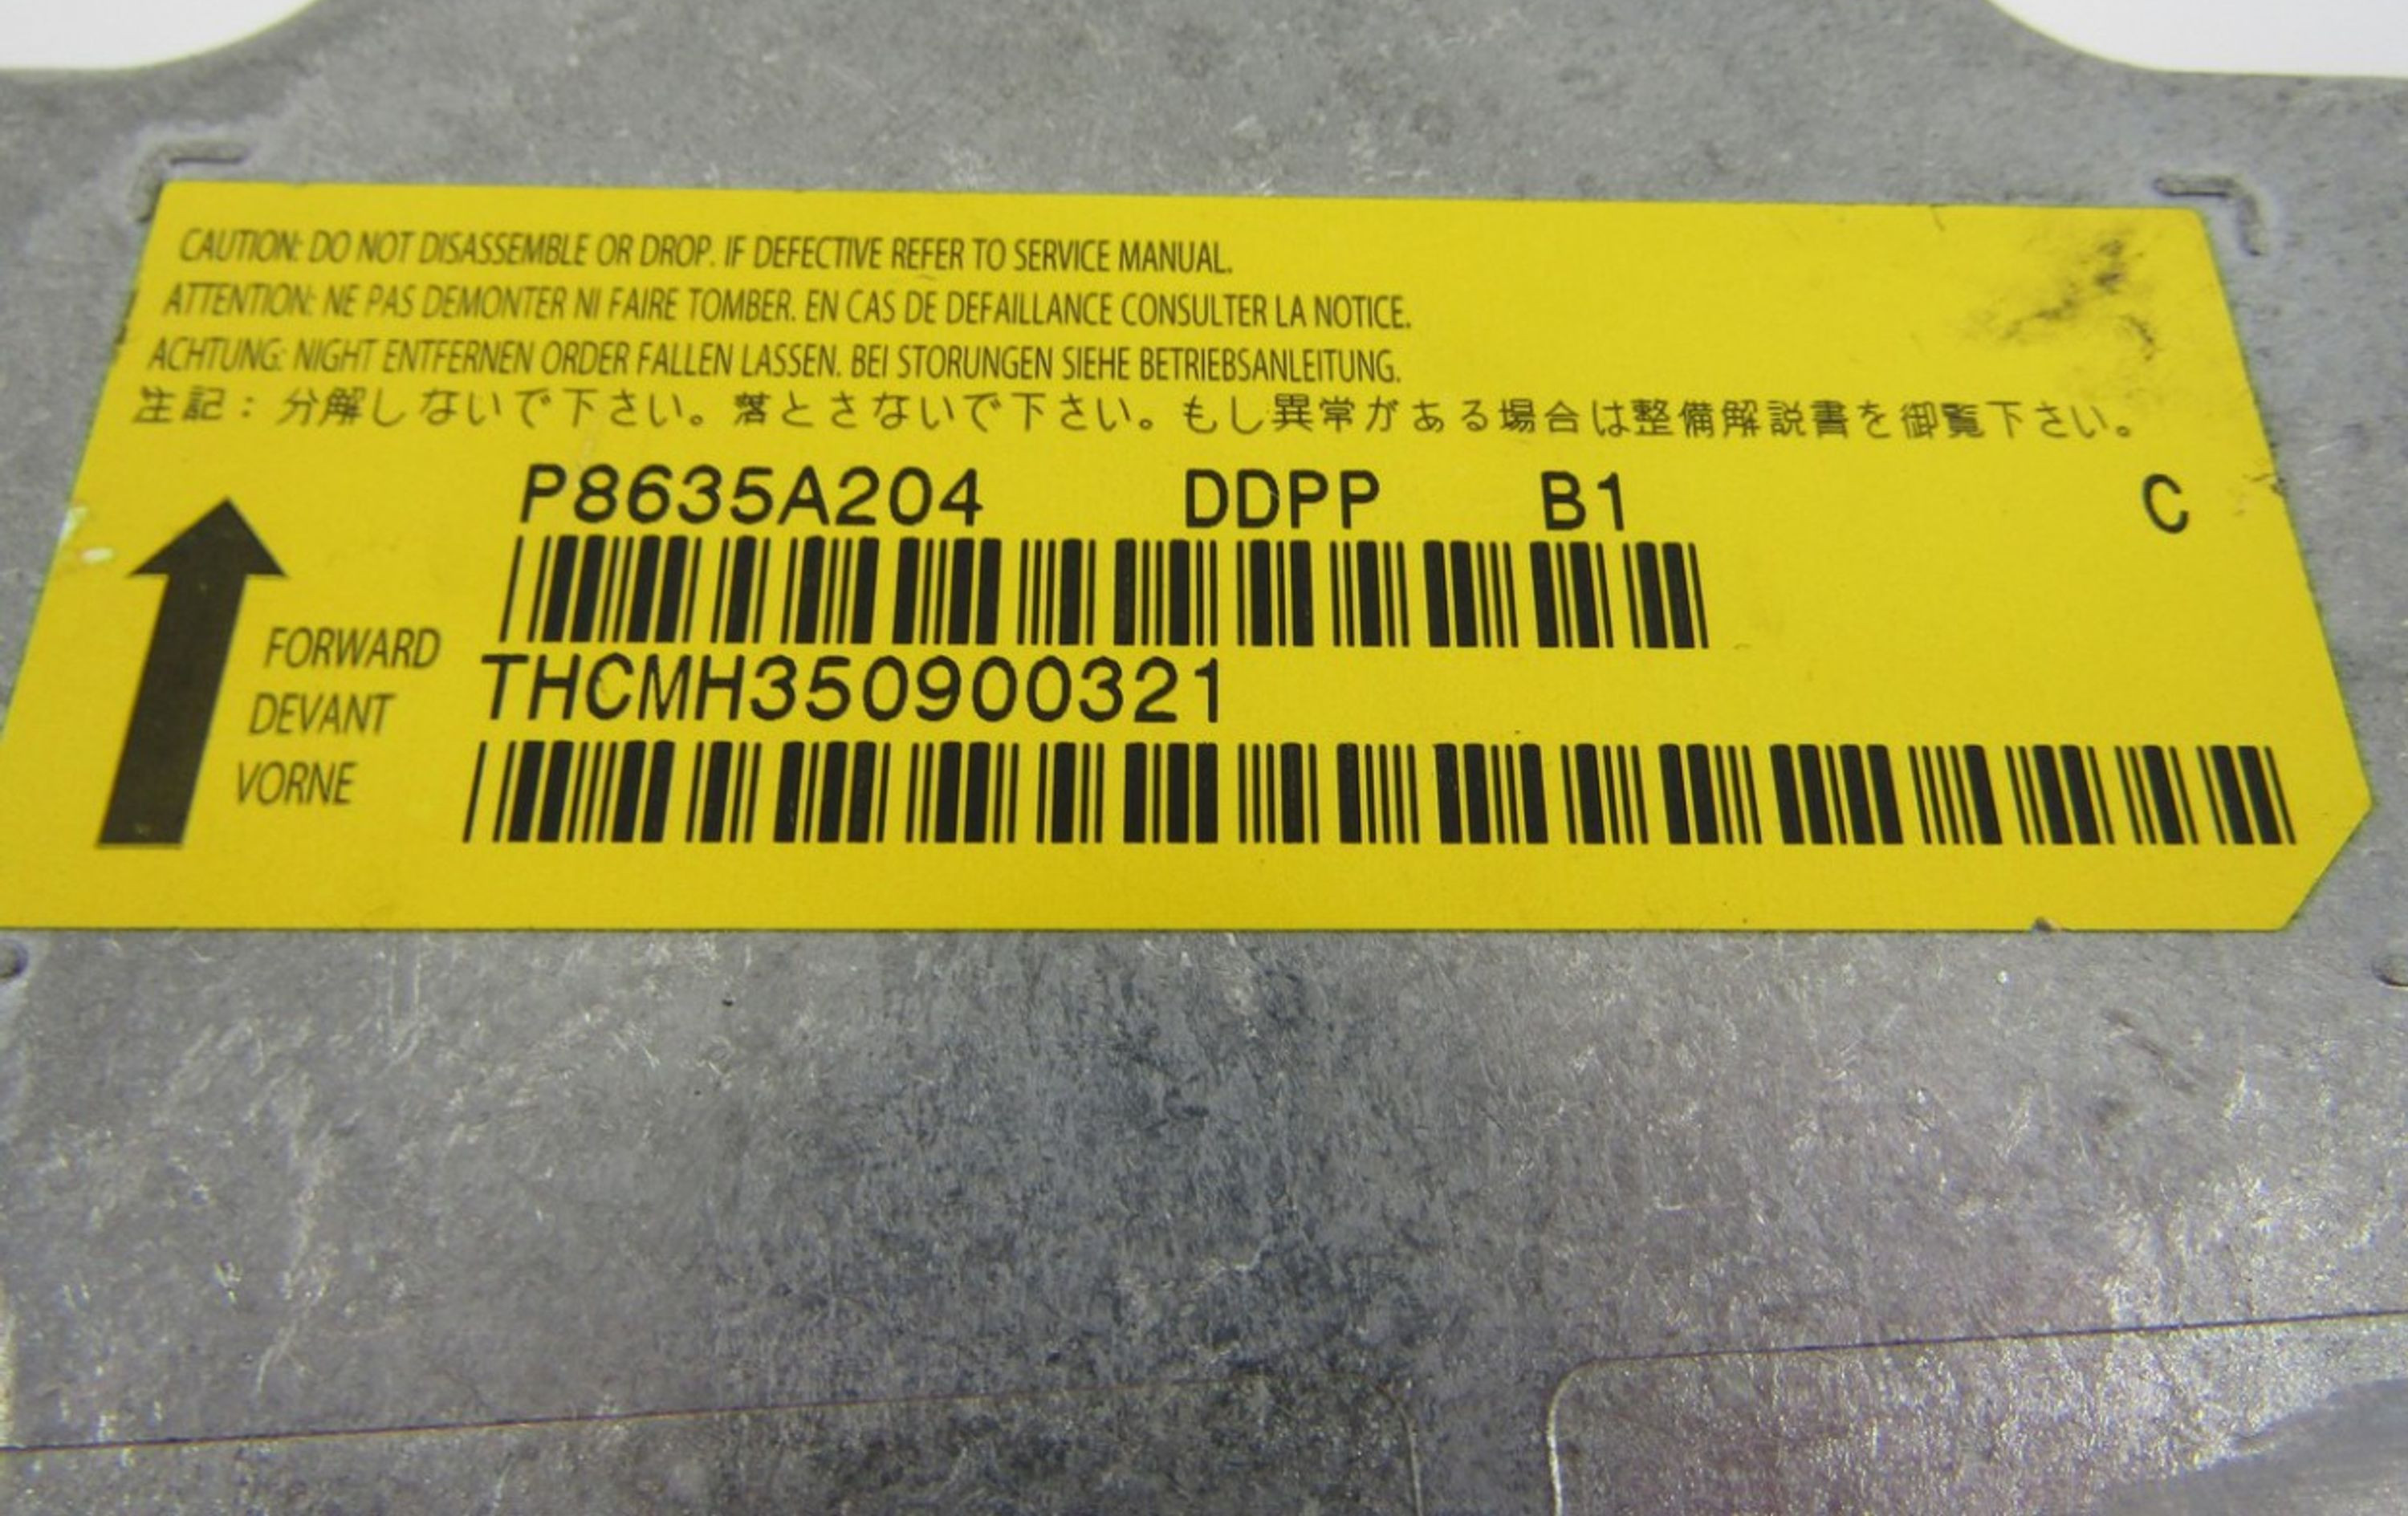 CAUTION: DO NOT DISASSEMBLE OR DROP. IF DEFECTIVE REFER TO SERVICE MANUAL.
ATTENTION: NE PAS DEMONTER NI FAIRE TOMBER. EN CAS DE DEFAILLANCE CONSULTER LA NOTICE.
ACHTUNG: NIGHT ENTFERNEN ORDER FALLEN LASSEN. BEI STORUNGEN SIEHE BETRIEBSANLEITUNG.
注記：分解しないで下さい。落とさないで下さい。もし異常がある場合は整備解説書を御覧下さい。
P8635A204 DDPP B1 C
FORWARD
THCMH350900321
DEVANT
VORNE